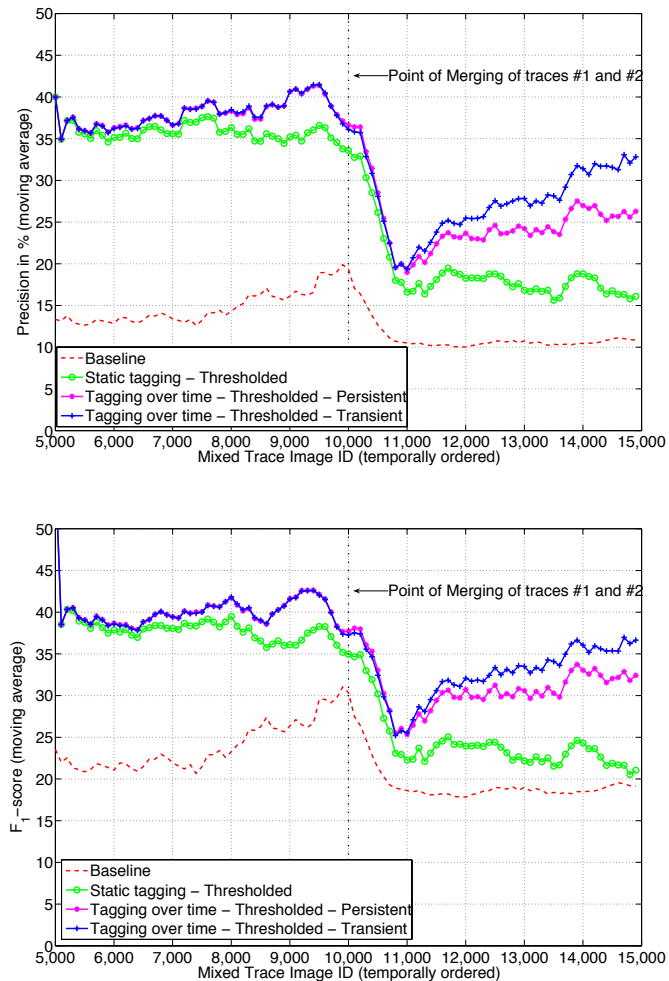 50
45
40
35
30
25
20
15
10
5
0
Precision in % (moving average)
Point of Merging of traces #1 and #2
Baseline
Static tagging − Thresholded
Tagging over time − Thresholded − Persistent
Tagging over time − Thresholded − Transient
5,000 6,000 7,000 8,000 9,000 10,000 11,000 12,000 13,000 14,000 15,000
Mixed Trace Image ID (temporally ordered)
50
45
40
35
30
25
20
15
10
5
0
F1−score (moving average)
Point of Merging of traces #1 and #2
Baseline
Static tagging − Thresholded
Tagging over time − Thresholded − Persistent
Tagging over time − Thresholded − Transient
5,000 6,000 7,000 8,000 9,000 10,000 11,000 12,000 13,000 14,000 15,000
Mixed Trace Image ID (temporally ordered)